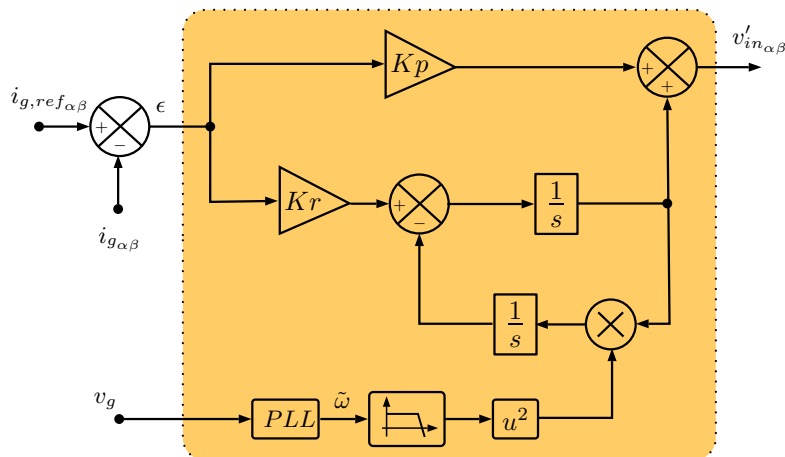 v′_{in_{αβ}}
Kp
i_{g,ref_{αβ}}
ϵ
+
+
+
−
i_{g_{αβ}}
Kr
+
−
1/s
1/s
v_g
PLL
ω̃
u²